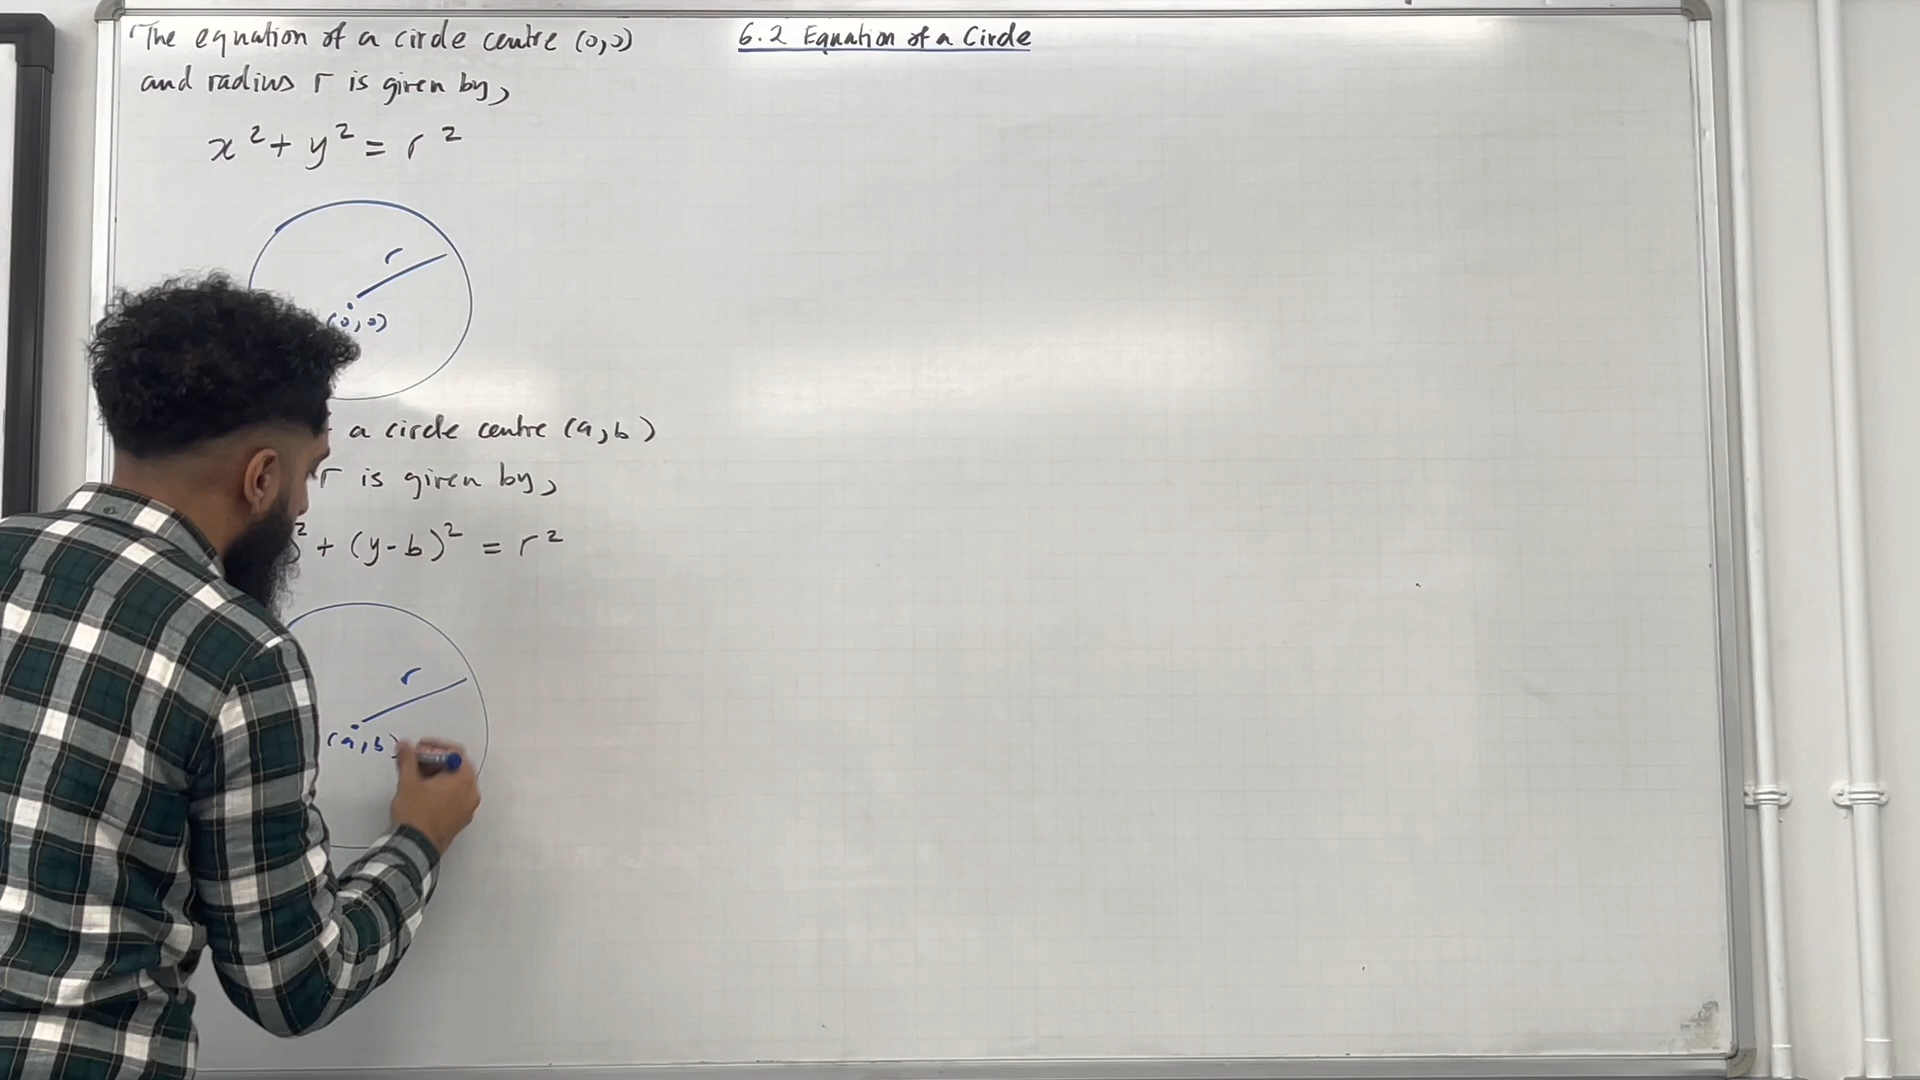 The equation of a circle centre (0,0)
and radius r is given by,
x² + y² = r²
r
(0,0)
a circle centre (a,b)
r is given by,
)² + (y-b)² = r²
r
(a,b)
6.2 Equation of a Circle